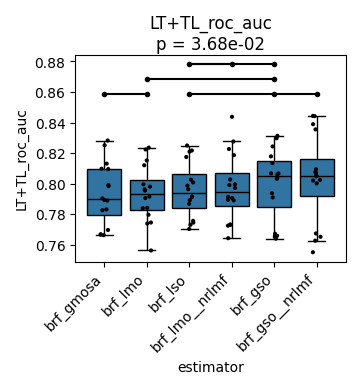 LT+TL_roc_auc
p = 3.68e-02
LT+TL_roc_auc
0.88
0.86
0.84
0.82
0.80
0.78
0.76
brf_gmosa
brf_lmo
brf_lso
brf_lmo__nrlmf
brf_gso
brf_gso__nrlmf
estimator